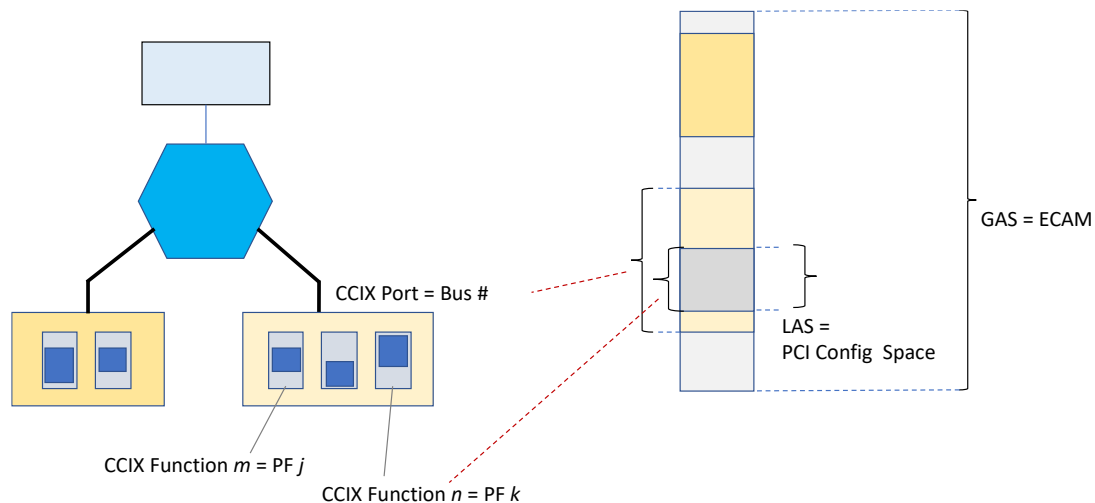 GAS = ECAM
CCIX Port = Bus #
LAS =
PCI Config Space
CCIX Function m = PF j
CCIX Function n = PF k